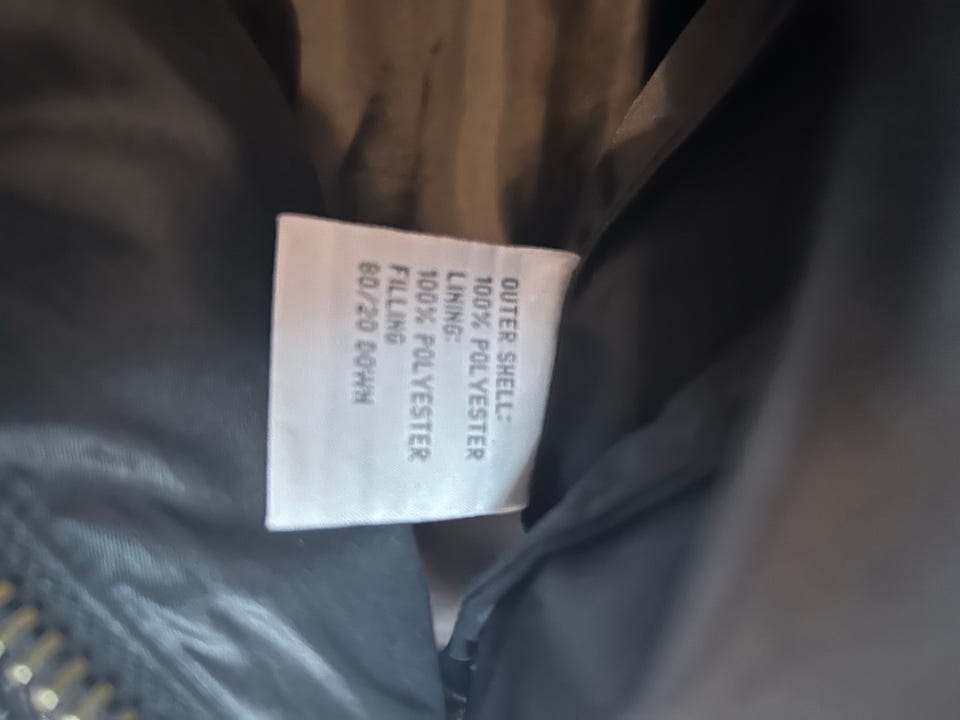 OUTER SHELL:
100% POLYESTER
LINING:
100% POLYESTER
FILLING
80/20 DOWN